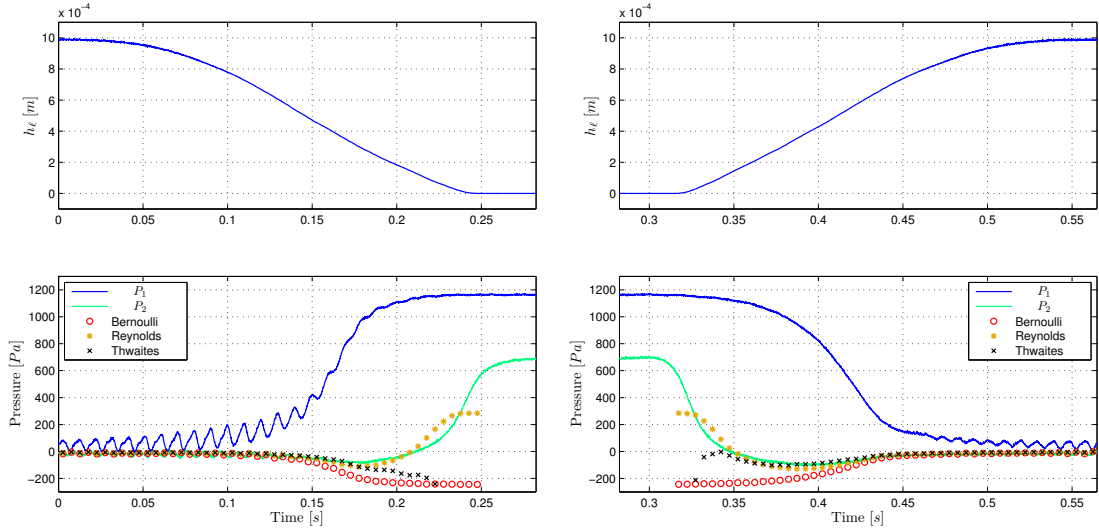 x 10⁻⁴
10
8
6
4
2
0
h_ℓ [m]
0 0.05 0.1 0.15 0.2 0.25
x 10⁻⁴
10
8
6
4
2
0
h_ℓ [m]
0.3 0.35 0.4 0.45 0.5 0.55
1200
1000
800
600
400
200
0
−200
Pressure [Pa]
P₁
P₂
Bernoulli
Reynolds
Thwaites
0 0.05 0.1 0.15 0.2 0.25
Time [s]
1200
1000
800
600
400
200
0
−200
Pressure [Pa]
P₁
P₂
Bernoulli
Reynolds
Thwaites
0.3 0.35 0.4 0.45 0.5 0.55
Time [s]